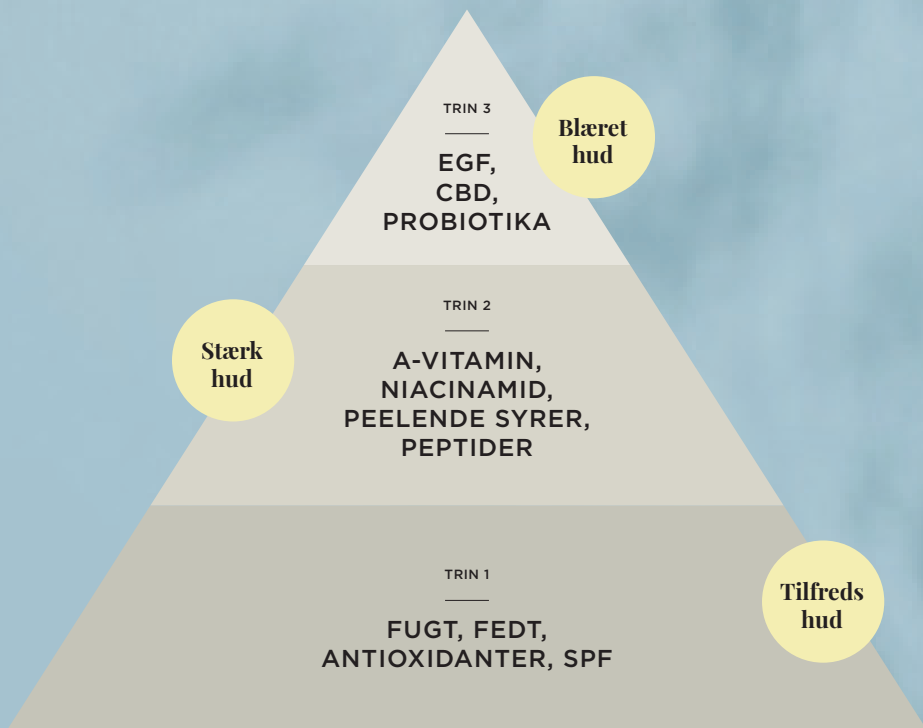 TRIN 3
EGF,
CBD,
PROBIOTIKA
Blæret
hud
TRIN 2
A-VITAMIN,
NIACINAMID,
PEELENDE SYRER,
PEPTIDER
Stærk
hud
TRIN 1
FUGT, FEDT,
ANTIOXIDANTER, SPF
Tilfreds
hud